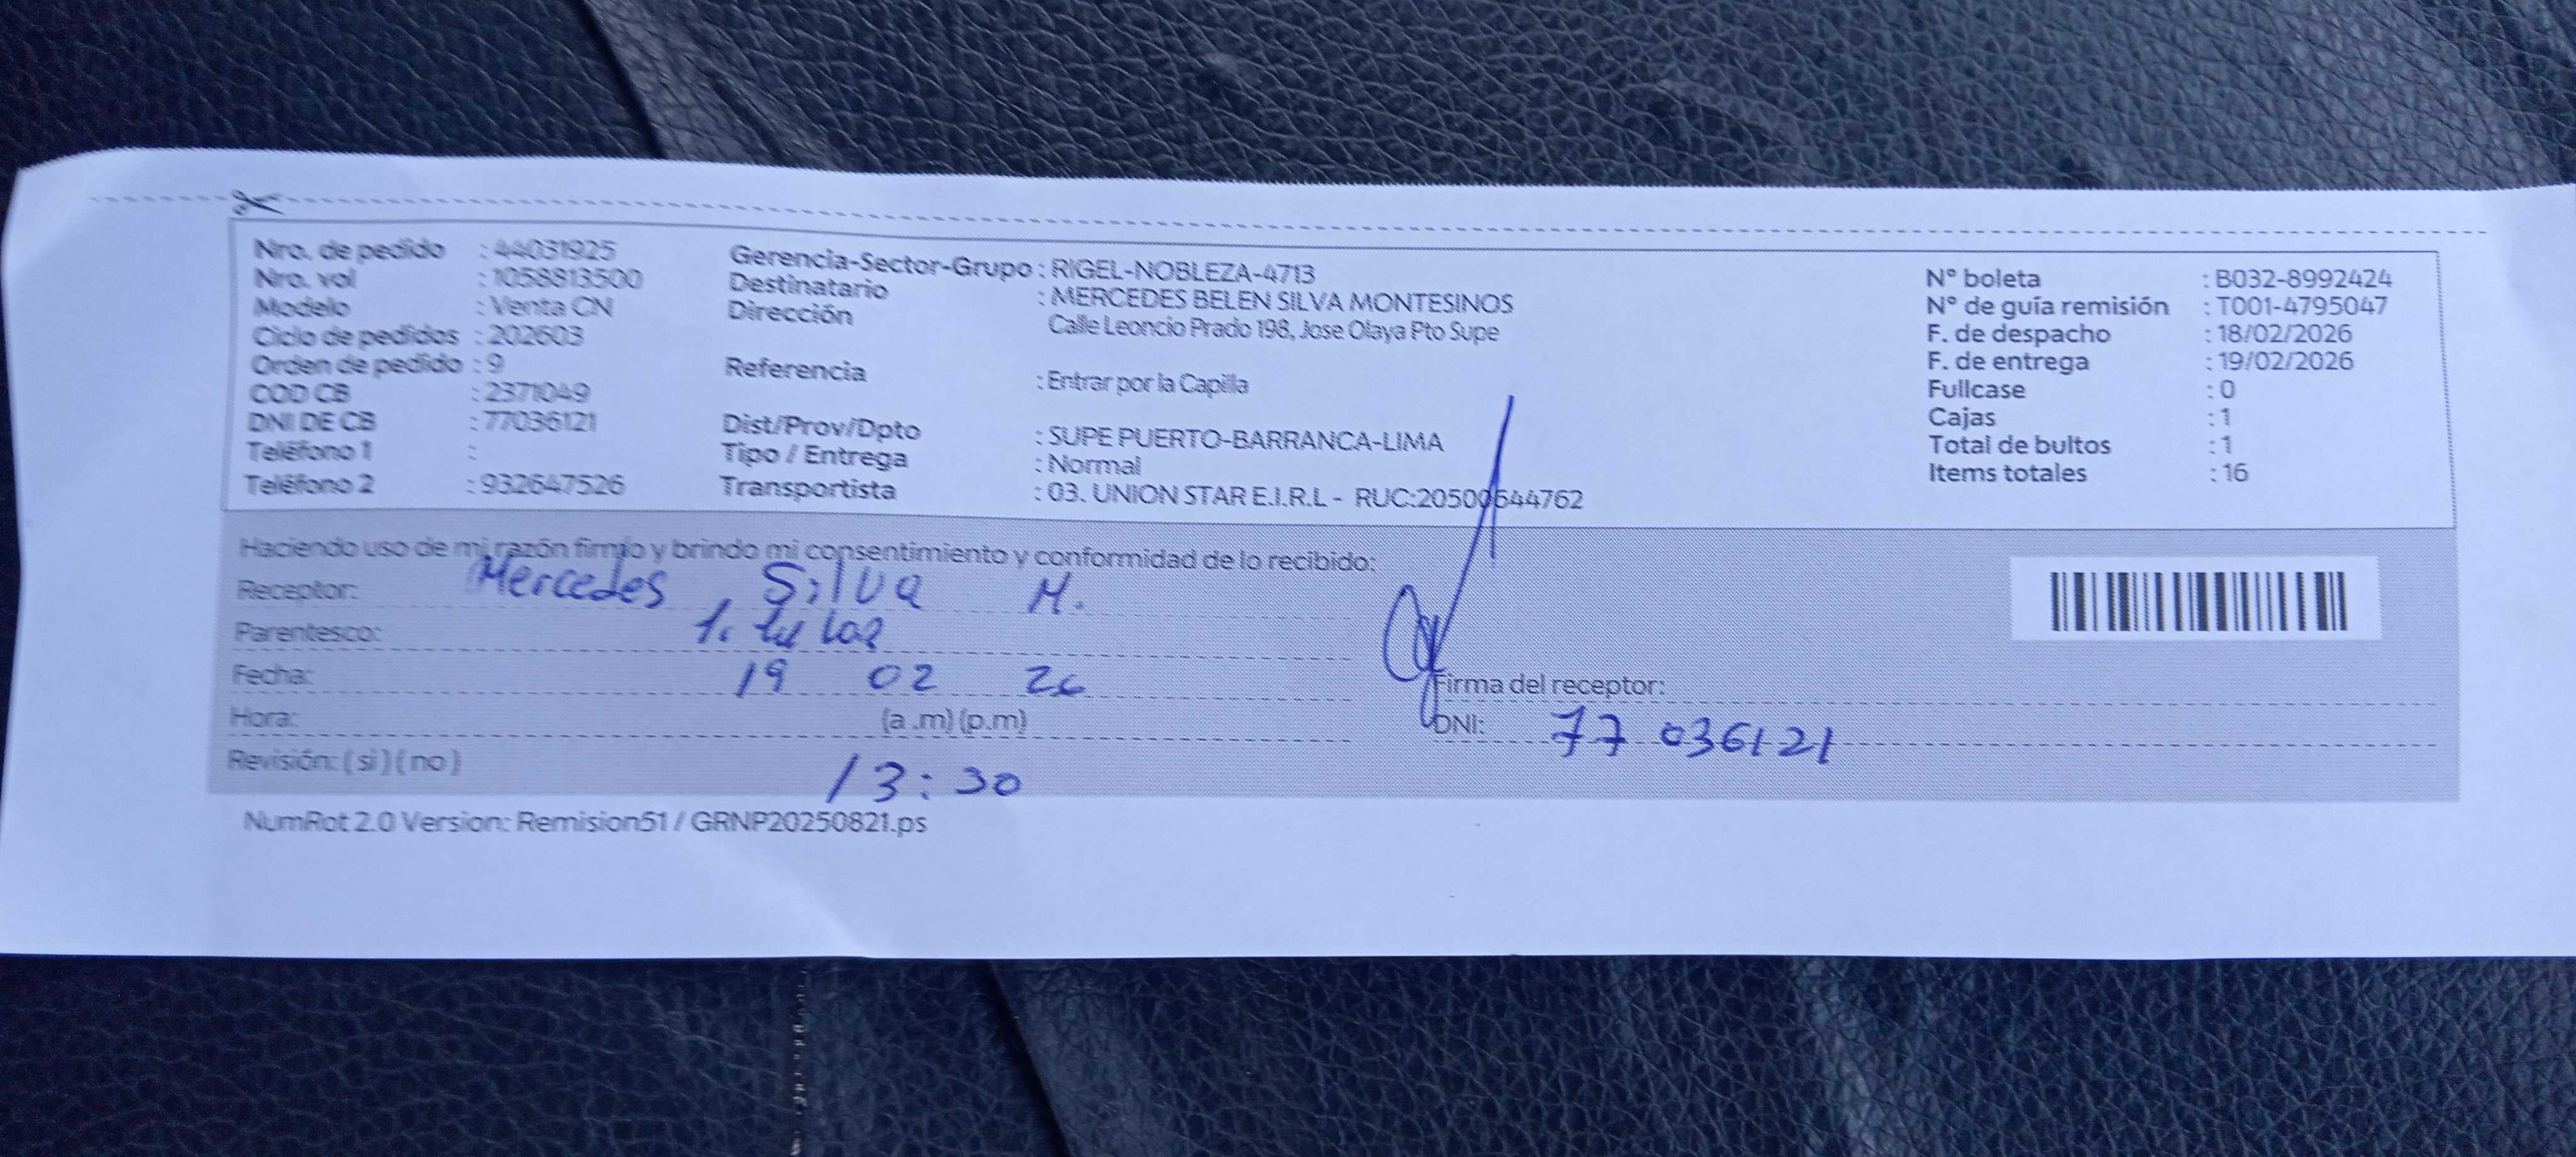 Nro. de pedido : 44031925
Nro. vol : 1058813500
Modelo : Venta CN
Ciclo de pedidos : 202603
Orden de pedido : 9
COD CB : 2371049
DNI DE CB : 77036121
Teléfono 1 :
Teléfono 2 : 932647526
Gerencia-Sector-Grupo : RIGEL-NOBLEZA-4713
Destinatario : MERCEDES BELEN SILVA MONTESINOS
Dirección Calle Leoncio Prado 198, Jose Olaya Pto Supe
Referencia : Entrar por la Capilla
Dist/Prov/Dpto : SUPE PUERTO-BARRANCA-LIMA
Tipo / Entrega : Normal
Transportista : 03. UNION STAR E.I.R.L - RUC:20500644762
N° boleta : B032-8992424
N° de guía remisión : T001-4795047
F. de despacho : 18/02/2026
F. de entrega : 19/02/2026
Fullcase : 0
Cajas : 1
Total de bultos : 1
Items totales : 16
Haciendo uso de mi razón firmo y brindo mi consentimiento y conformidad de lo recibido:
Receptor: Mercedes Silva M.
Parentesco: Titular
Fecha: 19 02 26
Hora: (a .m) (p.m)
Revisión: ( si ) ( no ) 13:30
Firma del receptor:
DNI: 77 036121
NumRot 2.0 Version: Remision51 / GRNP20250821.ps